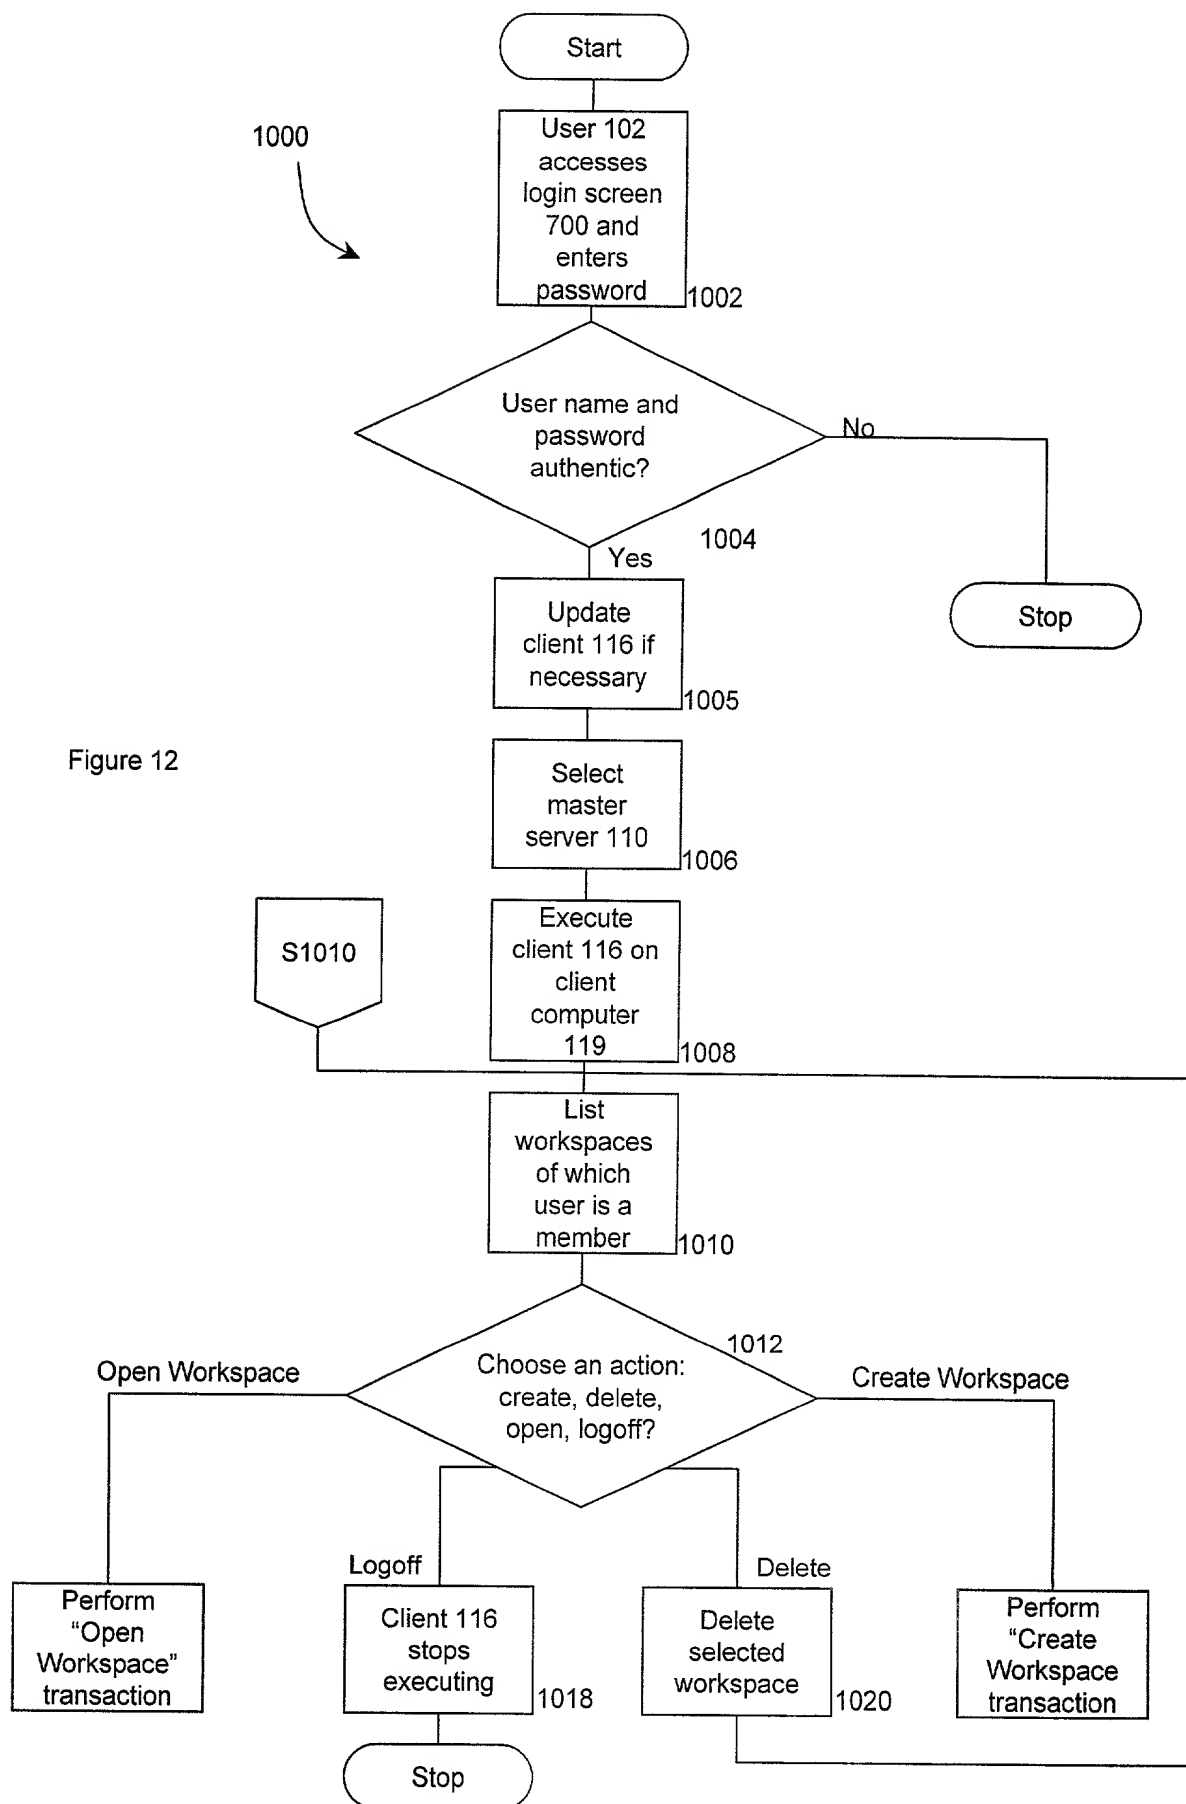 Start
1000
User 102
accesses
login screen
700 and
enters
password
1002
User name and
password
authentic?
No
1004
Yes
Stop
Update
client 116 if
necessary
1005
Figure 12
Select
master
server 110
1006
S1010
Execute
client 116 on
client
computer
119
1008
List
workspaces
of which
user is a
member
1010
1012
Choose an action:
create, delete,
open, logoff?
Open Workspace
Create Workspace
Logoff
Delete
Perform
“Open
Workspace”
transaction
Client 116
stops
executing
1018
Delete
selected
workspace
1020
Perform
“Create
Workspace
transaction
Stop